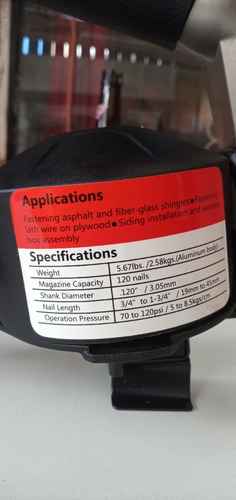 Applications
Fastening asphalt and fiber-glass shingles●Fastening
lath wire on plywood●Siding installation and wooden
box assembly
Specifications
Weight 5.67lbs. /2.58kgs.(Aluminum body)
Magazine Capacity 120 nails
Shank Diameter .120" / 3.05mm
Nail Length 3/4" to 1-3/4" / 19mm to 45mm
Operation Pressure 70 to 120psi / 5 to 8.5kgs/cm